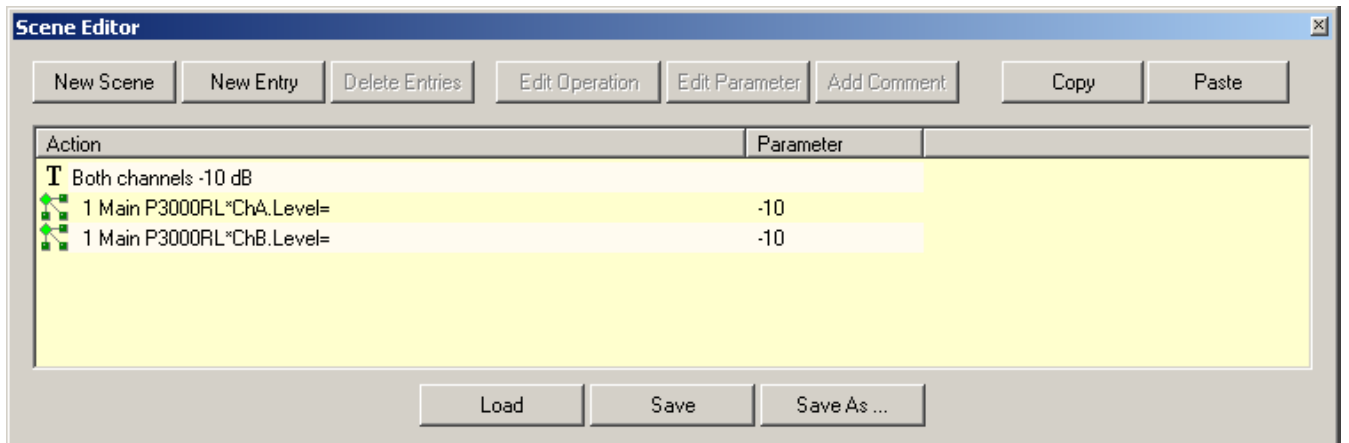 Scene Editor
New Scene New Entry Delete Entries Edit Operation Edit Parameter Add Comment Copy Paste
Action Parameter
T Both channels -10 dB
1 Main P3000RL*ChA.Level= -10
1 Main P3000RL*ChB.Level= -10
Load Save Save As ...